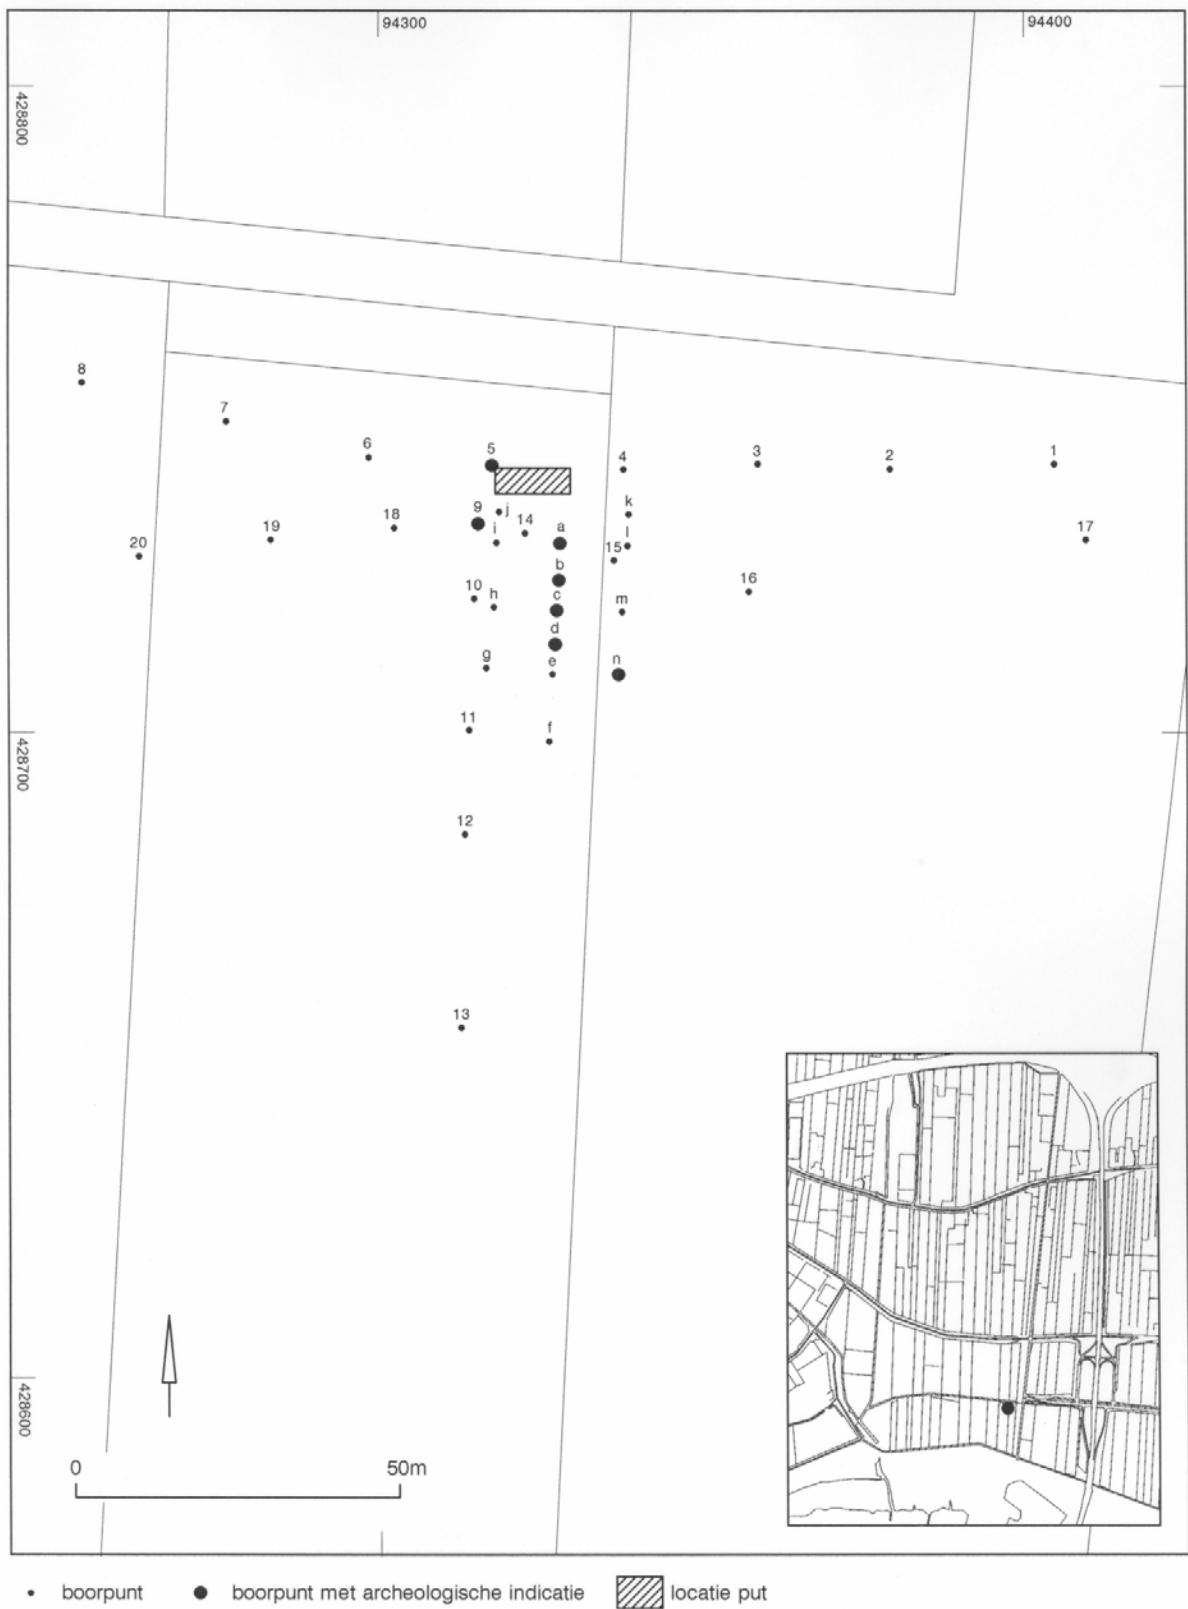 94300 94400
428800
8
7
6 5 4 3 2 1
k
j
9 18 14 a
i l
19 17
20 15
b
16
10 h c m
d
g e n
11 f
428700
12
13
428600
0 50m
boorpunt boorpunt met archeologische indicatie locatie put